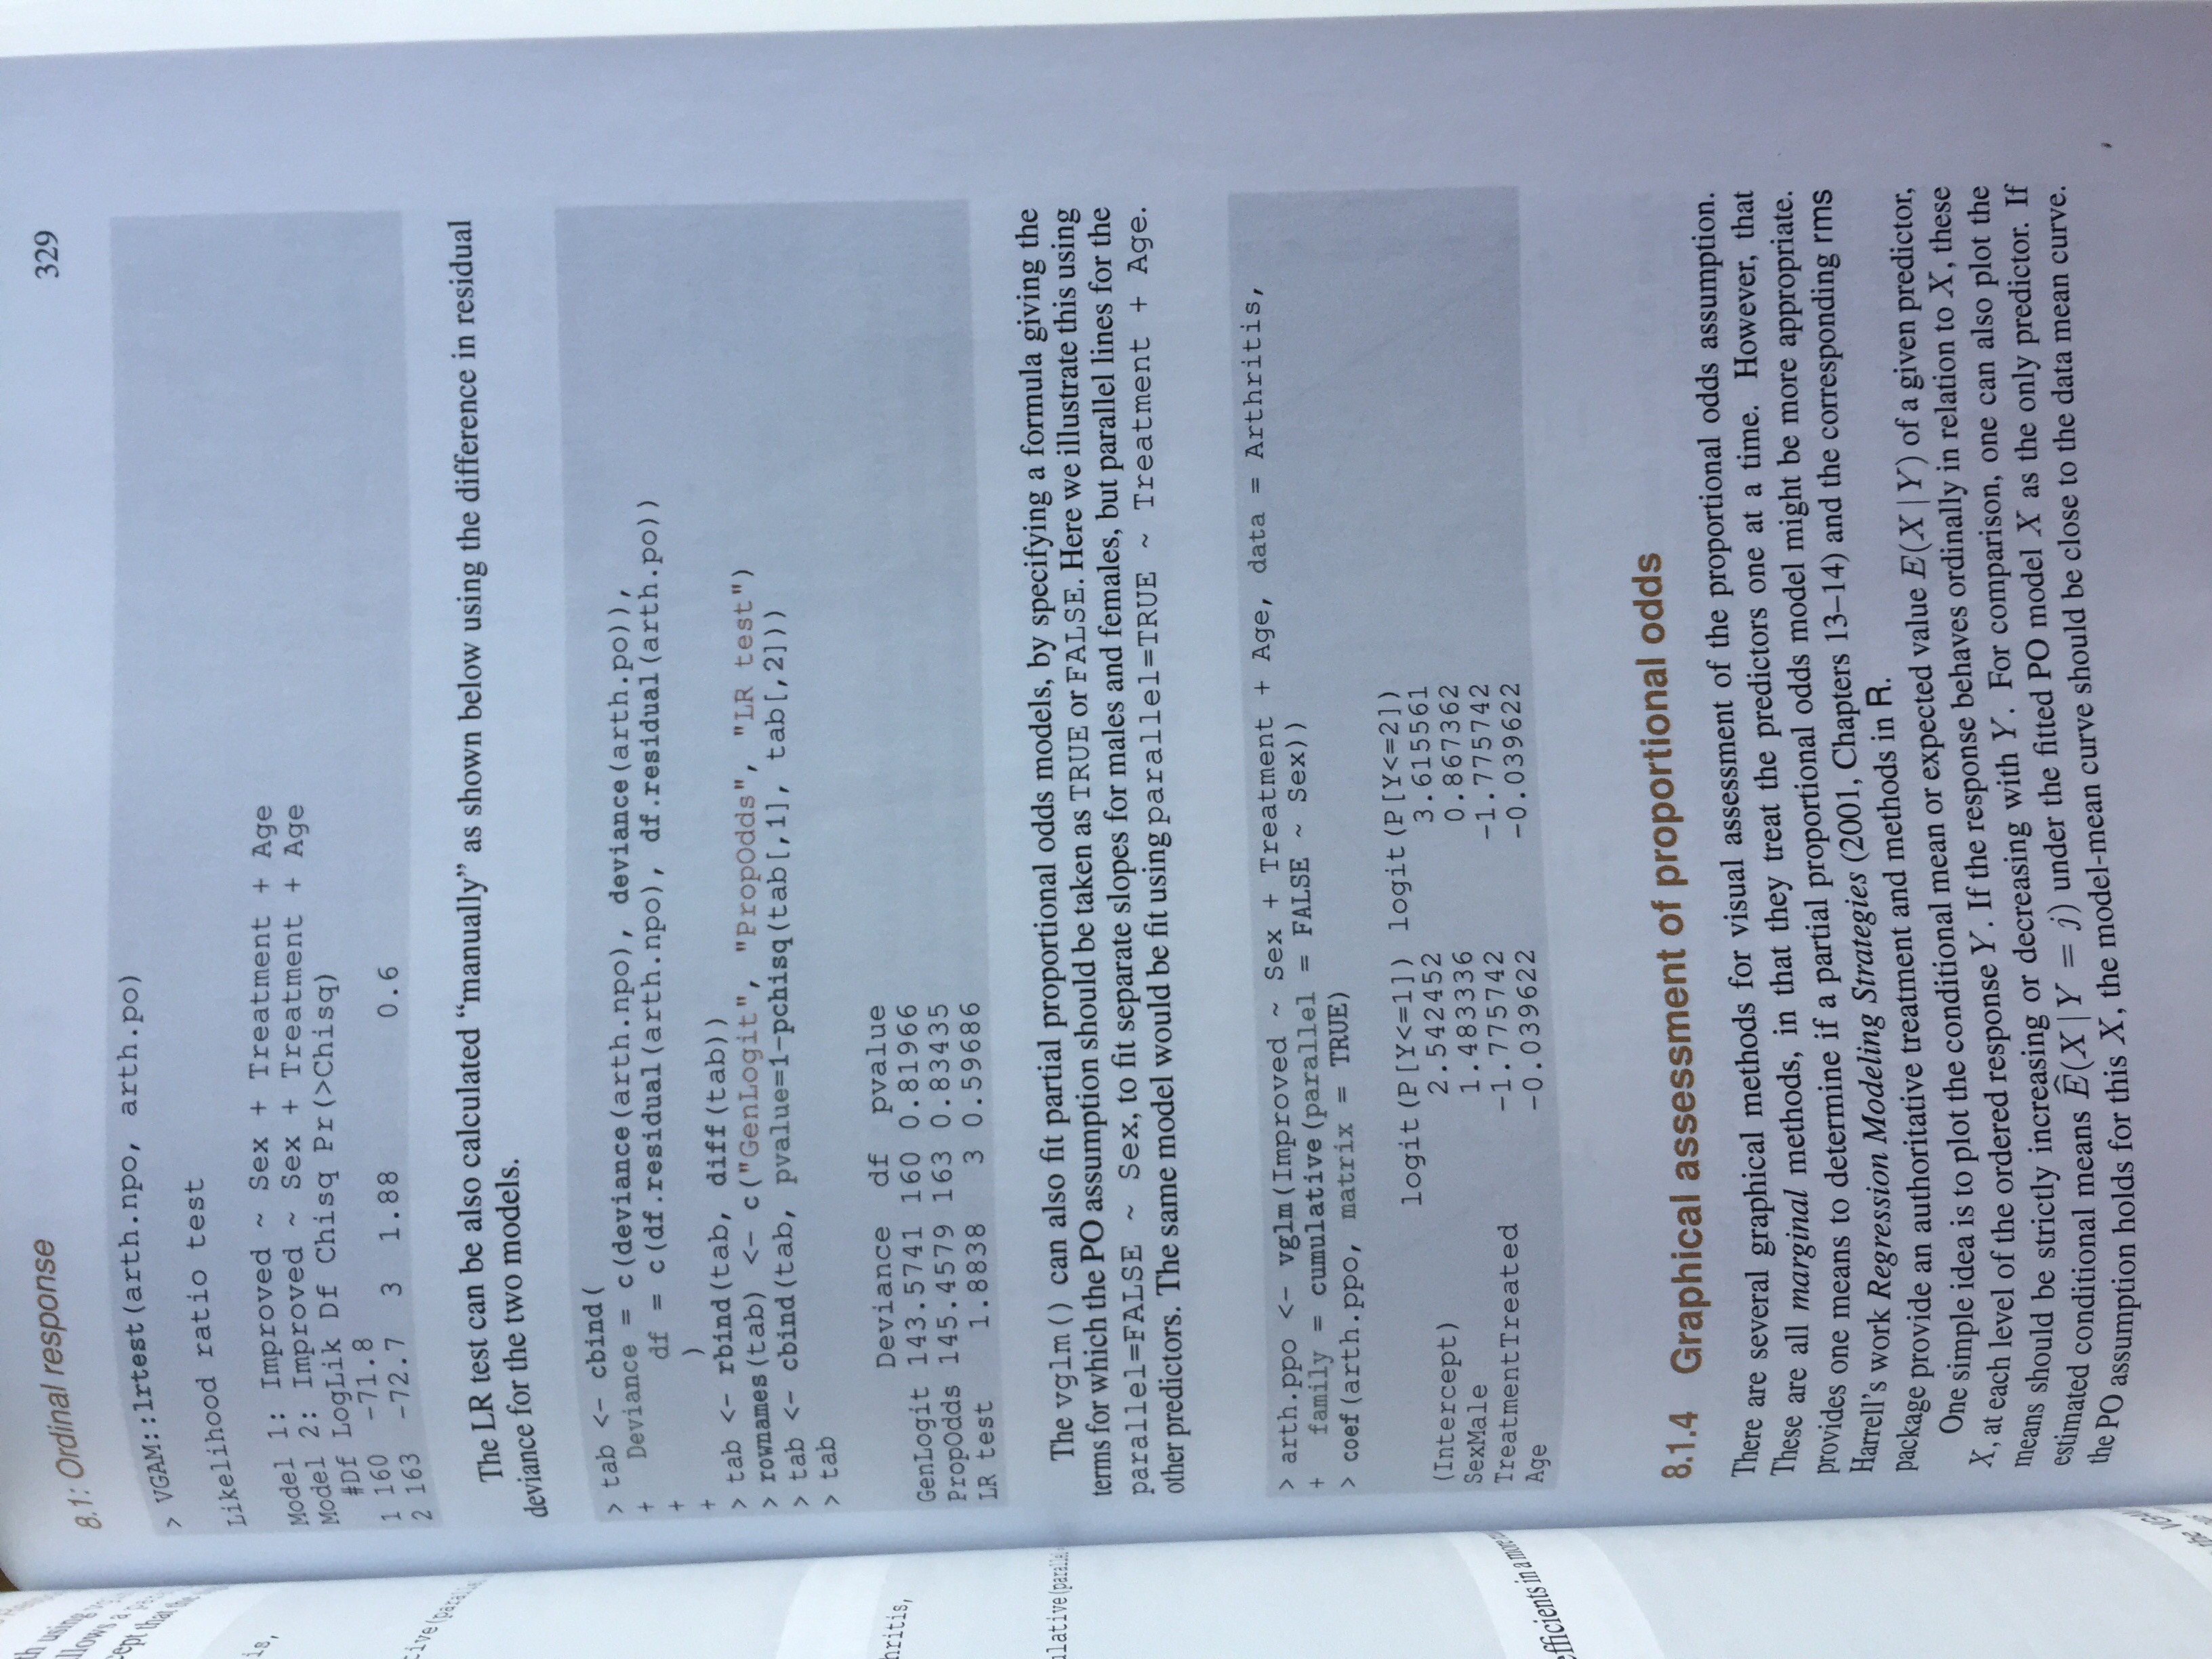 8.1: Ordinal response 329
> VGAM::lrtest(arth.npo, arth.po)
Likelihood ratio test
Model 1: Improved ~ Sex + Treatment + Age
Model 2: Improved ~ Sex + Treatment + Age
#Df LogLik Df Chisq Pr(>Chisq)
1 160 -71.8
2 163 -72.7 3 1.88 0.6
The LR test can be also calculated “manually” as shown below using the difference in residual
deviance for the two models.
> tab <- cbind(
+ Deviance = c(deviance(arth.npo), deviance(arth.po)),
+ df = c(df.residual(arth.npo), df.residual(arth.po))
+ )
> tab <- rbind(tab, diff(tab))
> rownames(tab) <- c("GenLogit", "PropOdds", "LR test")
> tab <- cbind(tab, pvalue=1-pchisq(tab[,1], tab[,2]))
> tab
Deviance df pvalue
GenLogit 143.5741 160 0.81966
PropOdds 145.4579 163 0.83435
LR test 1.8838 3 0.59686
The vglm() can also fit partial proportional odds models, by specifying a formula giving the
terms for which the PO assumption should be taken as TRUE or FALSE. Here we illustrate this using
parallel=FALSE ~ Sex, to fit separate slopes for males and females, but parallel lines for the
other predictors. The same model would be fit using parallel=TRUE ~ Treatment + Age.
> arth.ppo <- vglm(Improved ~ Sex + Treatment + Age, data = Arthritis,
+ family = cumulative(parallel = FALSE ~ Sex))
> coef(arth.ppo, matrix = TRUE)
logit(P[Y<=1]) logit(P[Y<=2])
(Intercept) 2.542452 3.615561
SexMale 1.483336 0.867362
TreatmentTreated -1.775742 -1.775742
Age -0.039622 -0.039622
8.1.4 Graphical assessment of proportional odds
There are several graphical methods for visual assessment of the proportional odds assumption.
These are all marginal methods, in that they treat the predictors one at a time. However, that
provides one means to determine if a partial proportional odds model might be more appropriate.
Harrell’s work Regression Modeling Strategies (2001, Chapters 13–14) and the corresponding rms
package provide an authoritative treatment and methods in R.
One simple idea is to plot the conditional mean or expected value E(X | Y) of a given predictor,
X, at each level of the ordered response Y. If the response behaves ordinally in relation to X, these
means should be strictly increasing or decreasing with Y. For comparison, one can also plot the
estimated conditional means Ê(X | Y = j) under the fitted PO model X as the only predictor. If
the PO assumption holds for this X, the model-mean curve should be close to the data mean curve.
is,
hritis,
efficients in a more
the VGAM